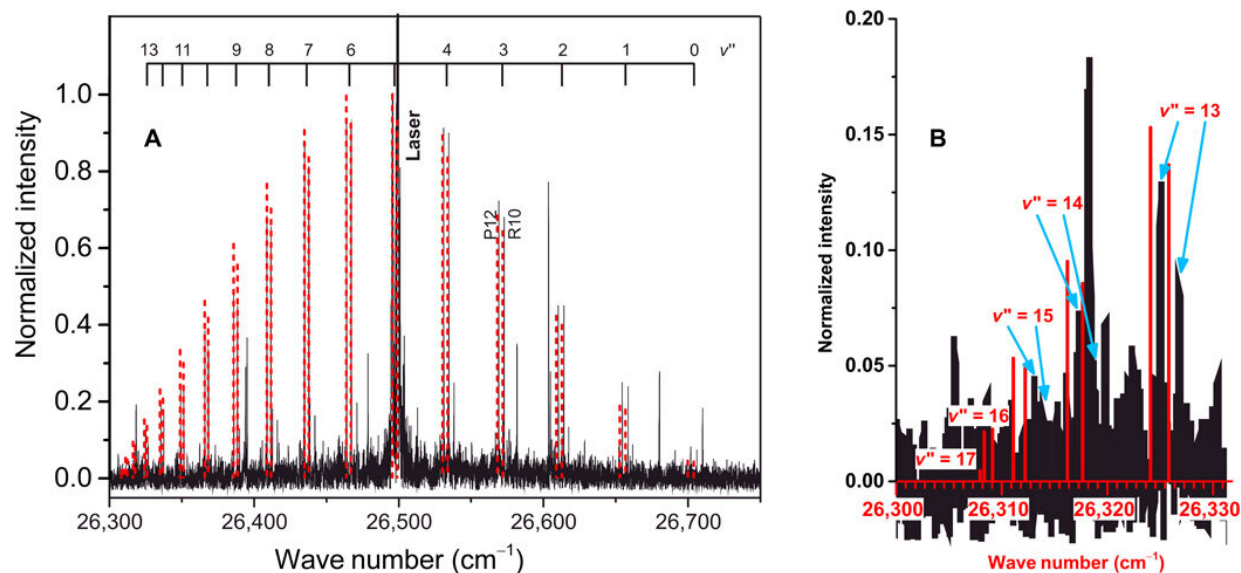 13 11 9 8 7 6 4 3 2 1 0 v"
1.0
A
Laser
0.8
P12
R10
0.6
0.4
0.2
0.0
Normalized intensity
26,300 26,400 26,500 26,600 26,700
Wave number (cm⁻¹)
0.20
B
v" = 13
0.15
v" = 14
0.10
v" = 15
0.05
v" = 16
v" = 17
0.00
Normalized intensity
26,300 26,310 26,320 26,330
Wave number (cm⁻¹)